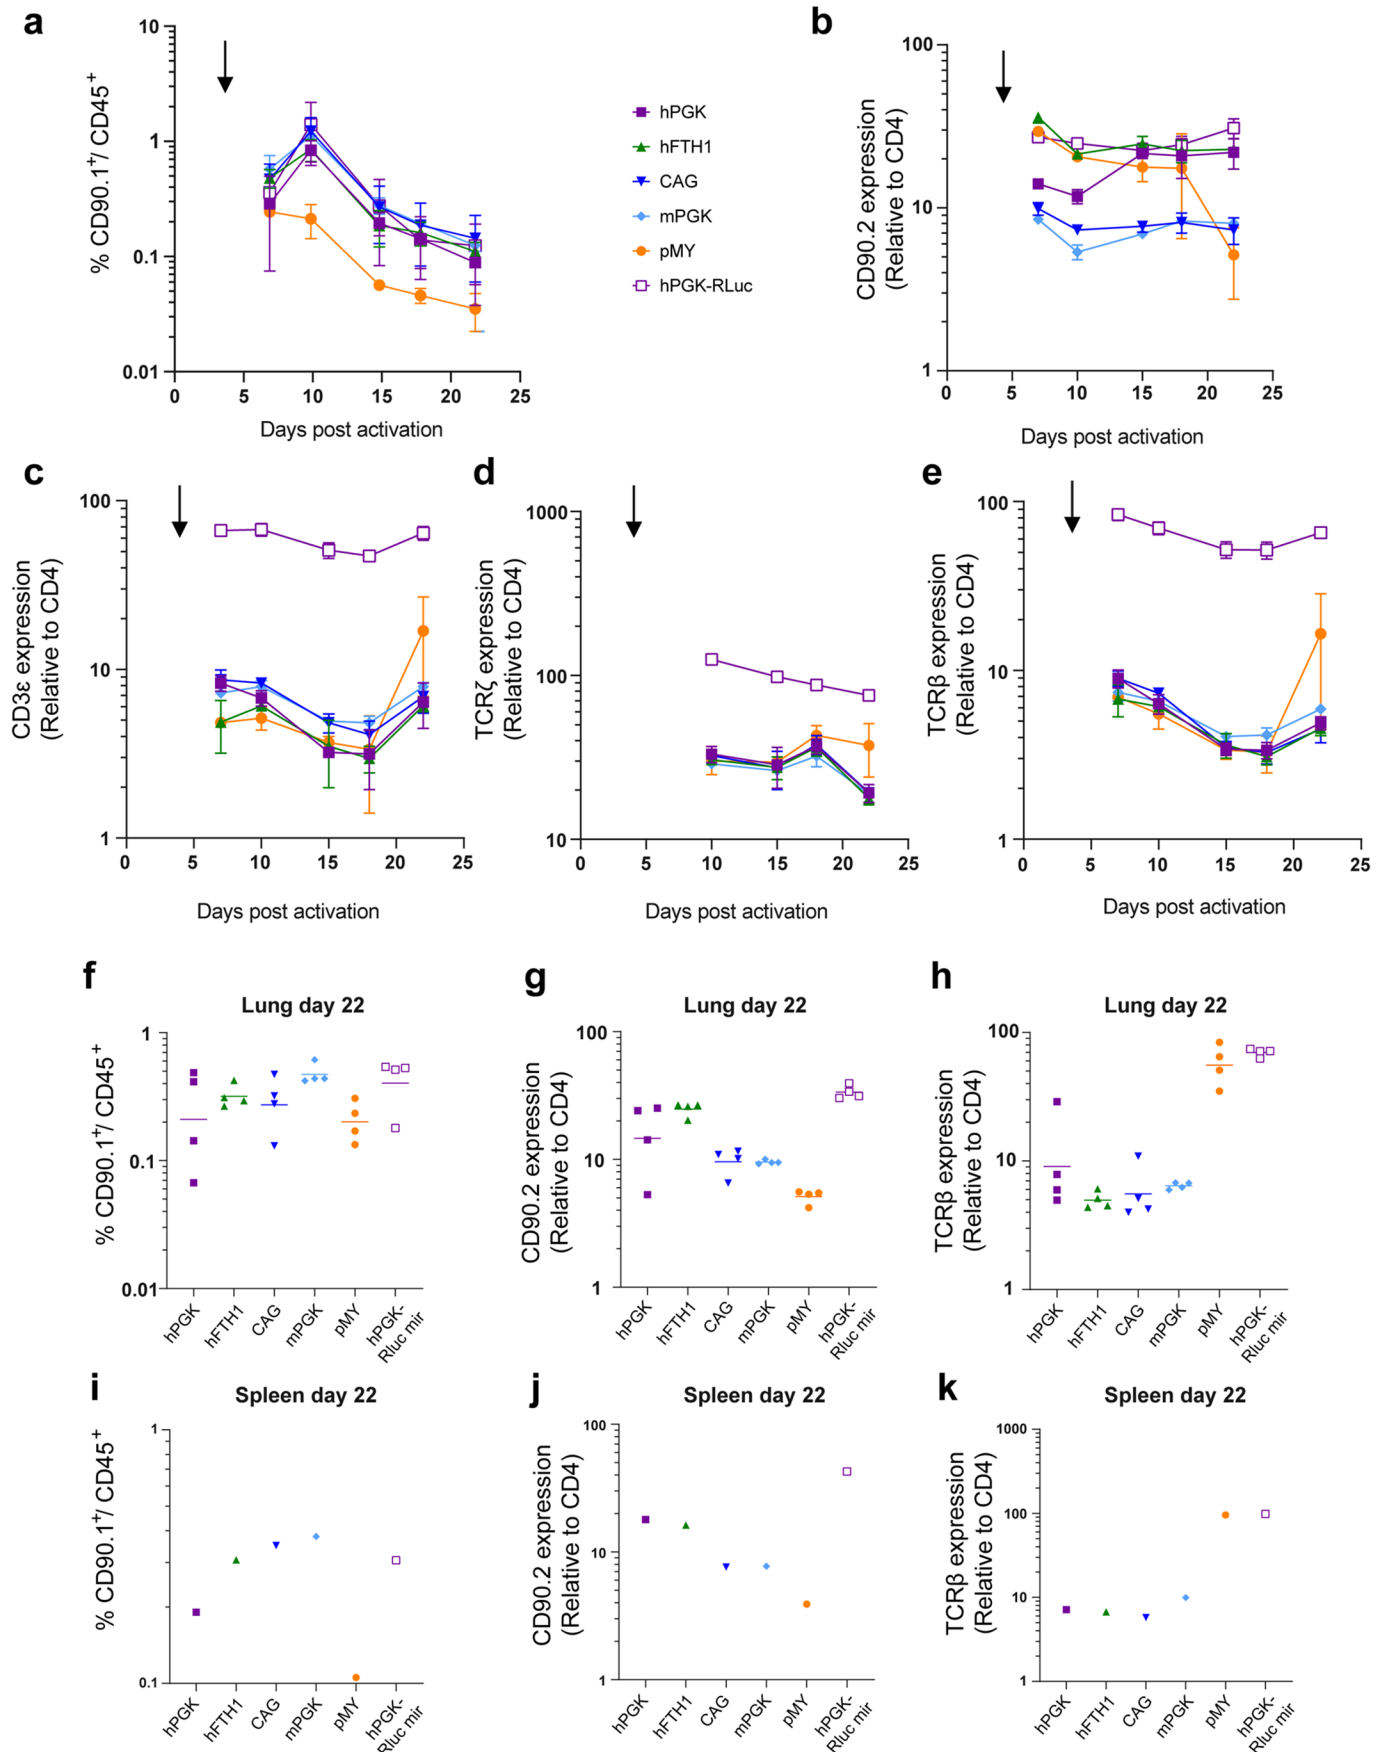 a
% CD90.1⁺/ CD45⁺
10
1
0.1
0.01
0 5 10 15 20 25
Days post activation
hPGK
hFTH1
CAG
mPGK
pMY
hPGK-RLuc
b
CD90.2 expression
(Relative to CD4)
100
10
1
0 5 10 15 20 25
Days post activation
c
CD3ε expression
(Relative to CD4)
100
10
1
0 5 10 15 20 25
Days post activation
d
TCRζ expression
(Relative to CD4)
1000
100
10
0 5 10 15 20 25
Days post activation
e
TCRβ expression
(Relative to CD4)
100
10
1
0 5 10 15 20 25
Days post activation
f
Lung day 22
% CD90.1⁺/ CD45⁺
1
0.1
0.01
hPGK
hFTH1
CAG
mPGK
pMY
hPGK-
Rluc mir
g
Lung day 22
CD90.2 expression
(Relative to CD4)
100
10
1
hPGK
hFTH1
CAG
mPGK
pMY
hPGK-
Rluc mir
h
Lung day 22
TCRβ expression
(Relative to CD4)
100
10
1
hPGK
hFTH1
CAG
mPGK
pMY
hPGK-
Rluc mir
i
Spleen day 22
% CD90.1⁺/ CD45⁺
1
0.1
hPGK
hFTH1
CAG
mPGK
pMY
hPGK-
Rluc mir
j
Spleen day 22
CD90.2 expression
(Relative to CD4)
100
10
1
hPGK
hFTH1
CAG
mPGK
pMY
hPGK-
Rluc mir
k
Spleen day 22
TCRβ expression
(Relative to CD4)
1000
100
10
1
hPGK
hFTH1
CAG
mPGK
pMY
hPGK-
Rluc mir